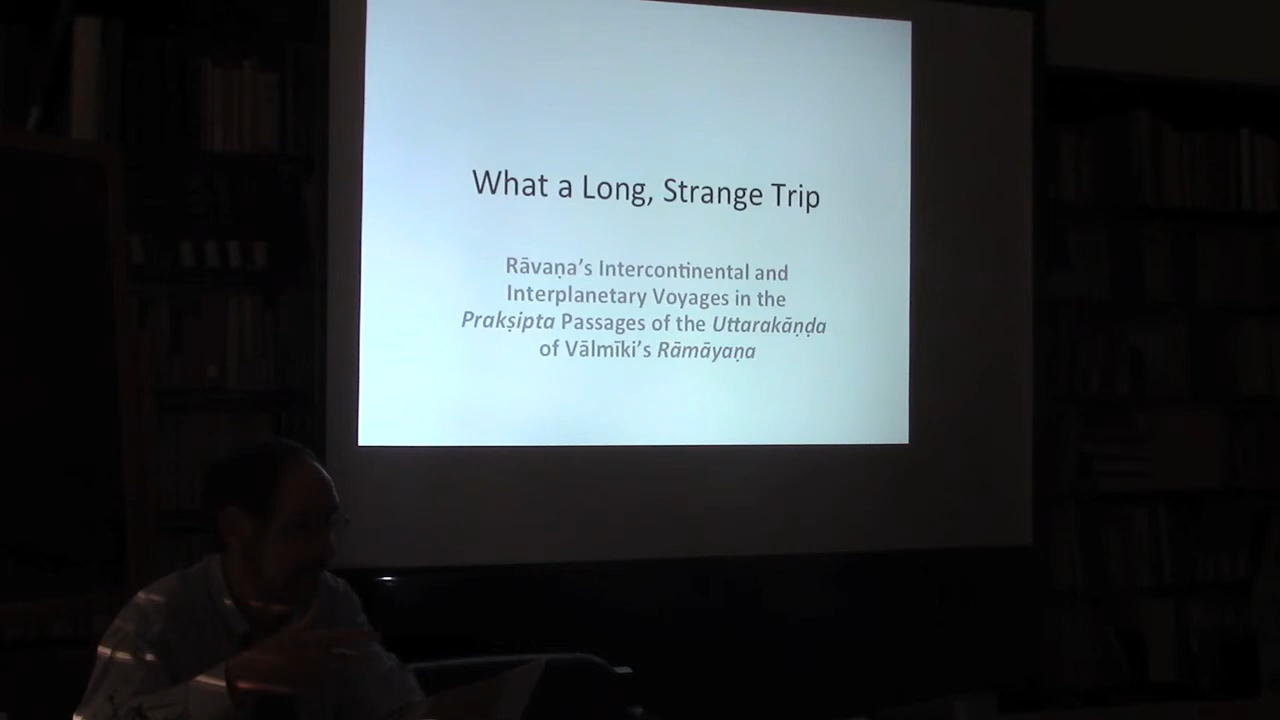 What a Long, Strange Trip
Rāvaṇa’s Intercontinental and
Interplanetary Voyages in the
Prakṣipta Passages of the Uttarakāṇḍa
of Vālmīki’s Rāmāyaṇa